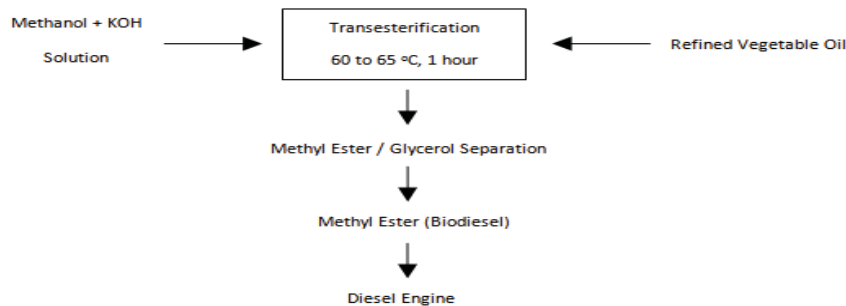 Methanol + KOH
Solution
Transesterification
60 to 65 ºC, 1 hour
Refined Vegetable Oil
Methyl Ester / Glycerol Separation
Methyl Ester (Biodiesel)
Diesel Engine